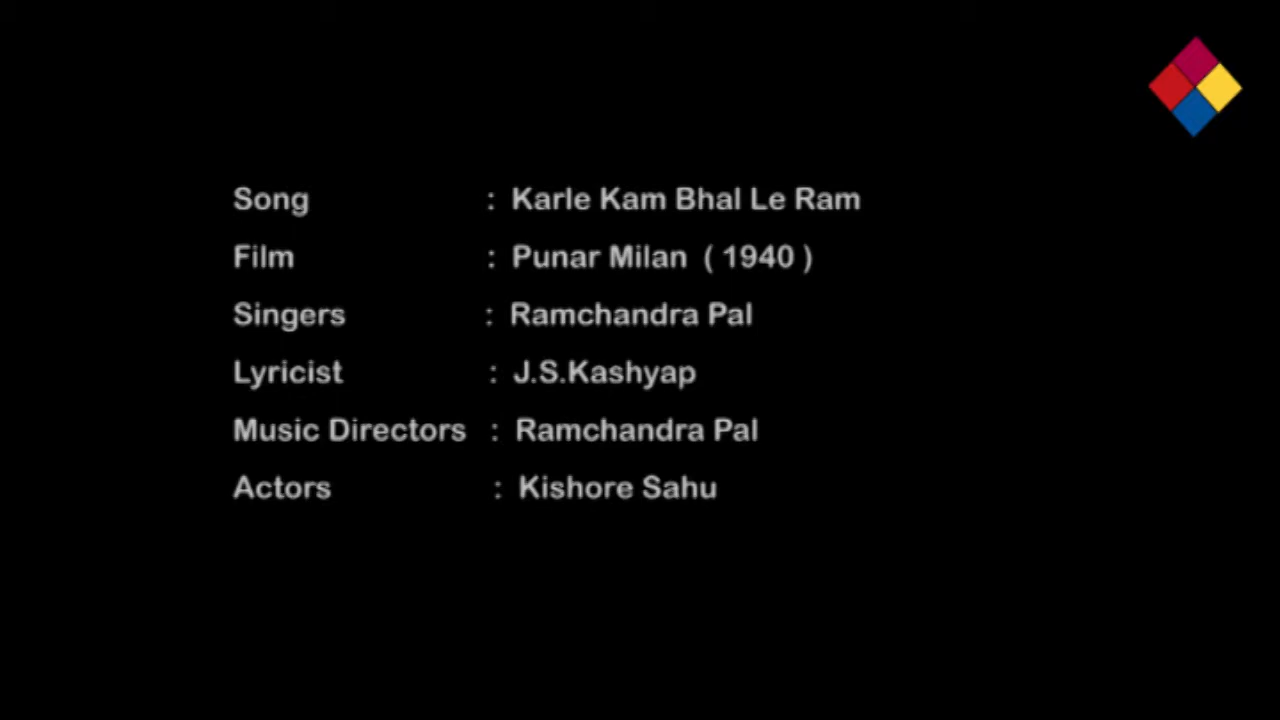 Song : Karle Kam Bhal Le Ram
Film : Punar Milan ( 1940 )
Singers : Ramchandra Pal
Lyricist : J.S.Kashyap
Music Directors : Ramchandra Pal
Actors : Kishore Sahu